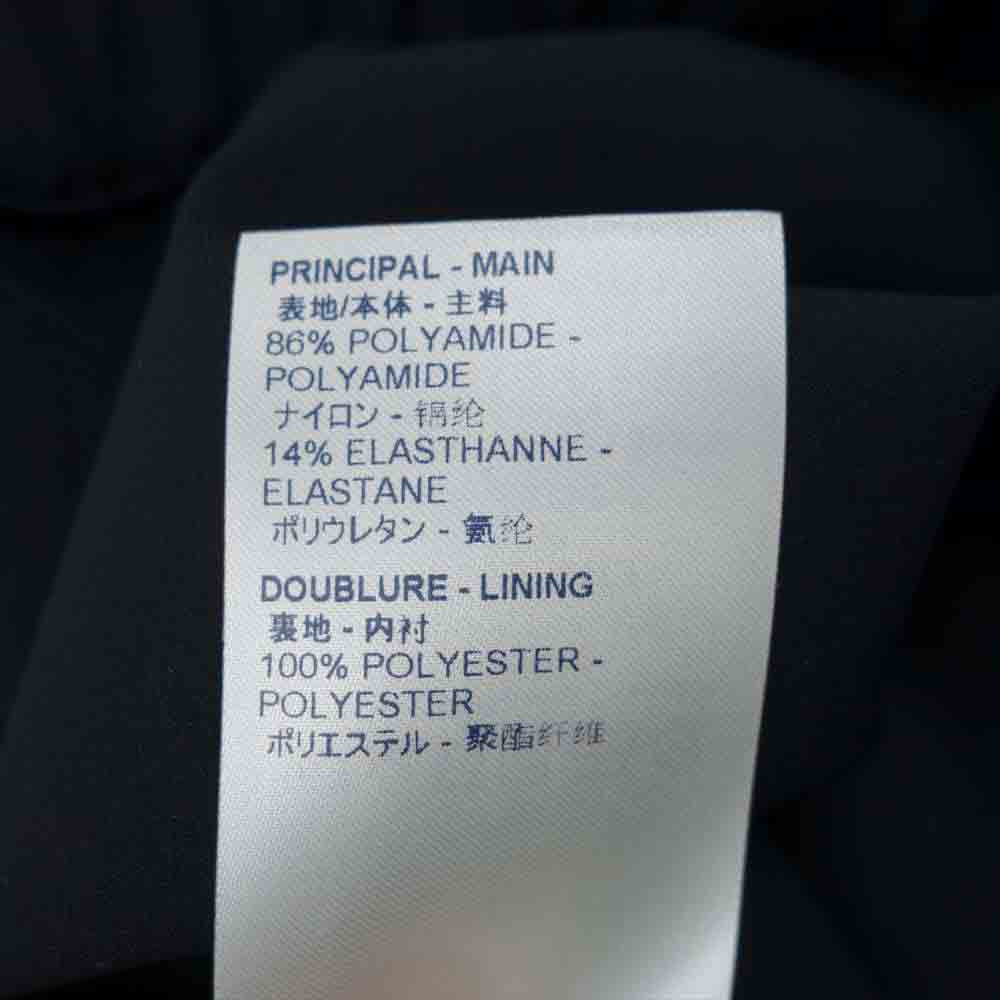 PRINCIPAL - MAIN
表地/本体 - 主料
86% POLYAMIDE -
POLYAMIDE
ナイロン - 锦纶
14% ELASTHANNE -
ELASTANE
ポリウレタン - 氨纶
DOUBLURE - LINING
裏地 - 内衬
100% POLYESTER -
POLYESTER
ポリエステル - 聚酯纤维